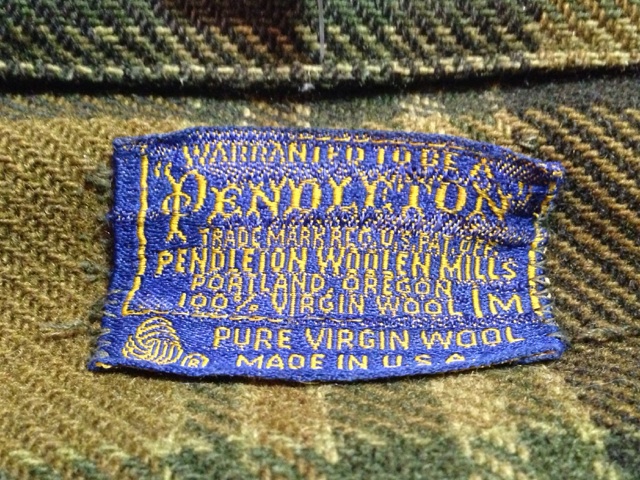 WARRANTED TO BE A
"PENDLETON"
TRADE MARK REG. U.S. PAT. OFF.
PENDLETON WOOLEN MILLS
PORTLAND, OREGON
100% VIRGIN WOOL M
PURE VIRGIN WOOL
® MADE IN U S A